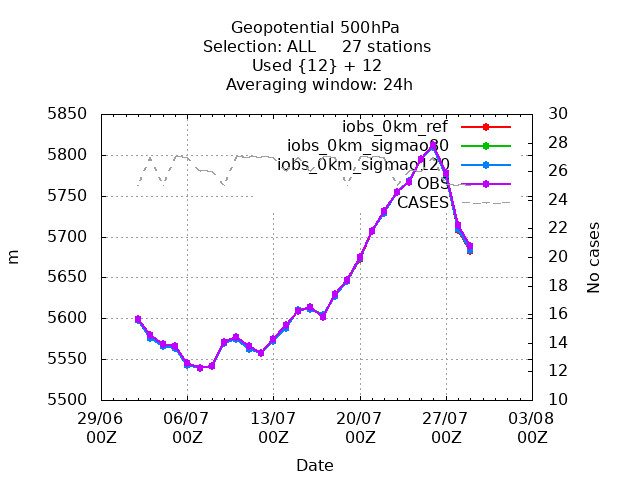 Geopotential 500hPa
Selection: ALL 27 stations
Used {12} + 12
Averaging window: 24h
5850
5800
5750
5700
5650
5600
5550
5500
m
30
28
26
24
22
20
18
16
14
12
10
No cases
iobs_0km_ref
iobs_0km_sigmao80
iobs_0km_sigmao120
OBS
CASES
29/06 06/07 13/07 20/07 27/07 03/08
00Z 00Z 00Z 00Z 00Z 00Z
Date